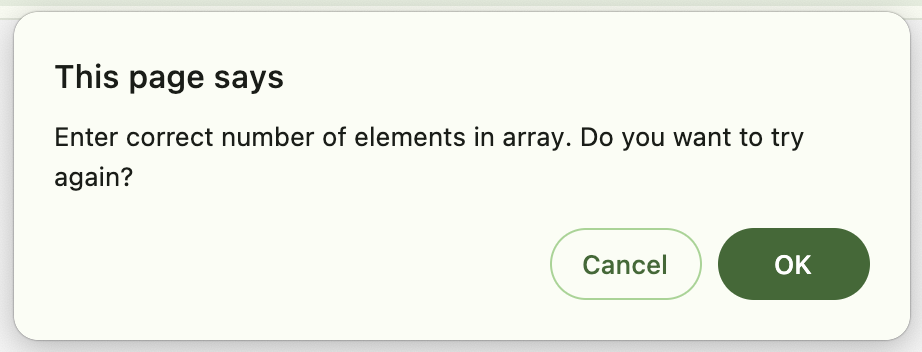 This page says
Enter correct number of elements in array. Do you want to try
again?
Cancel
OK